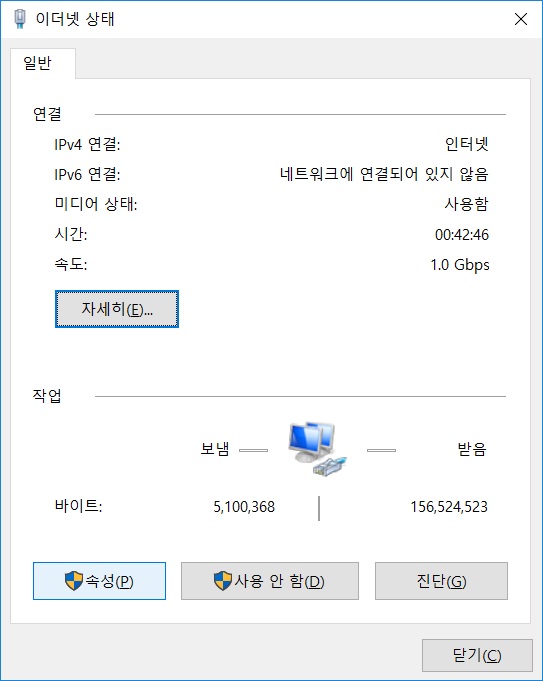 이더넷 상태
일반
연결
IPv4 연결: 인터넷
IPv6 연결: 네트워크에 연결되어 있지 않음
미디어 상태: 사용함
시간: 00:42:46
속도: 1.0 Gbps
자세히(E)...
작업
보냄 받음
바이트: 5,100,368 156,524,523
속성(P) 사용 안 함(D) 진단(G)
닫기(C)